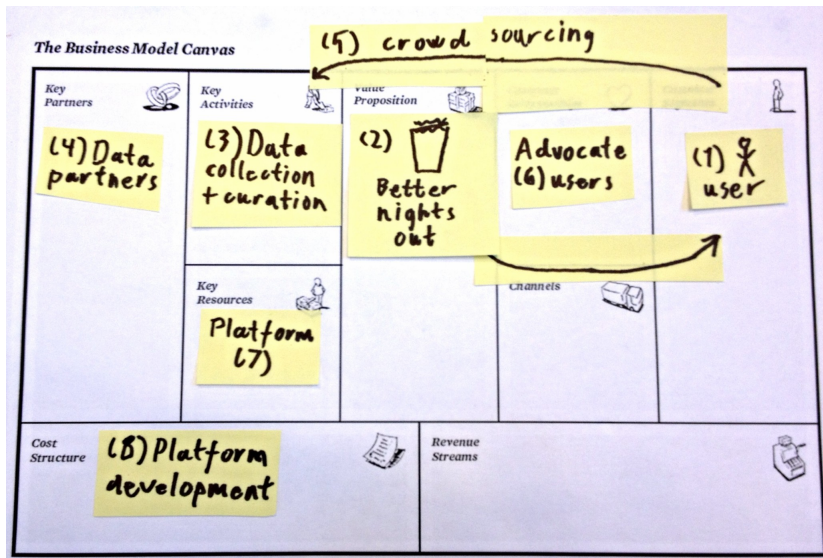 The Business Model Canvas
(5) crowd sourcing
Key
Partners
(4) Data
partners
Key
Activities
(3) Data
collection
+ curation
Key
Resources
Platform
(7)
Value
Proposition
(2)
Better
nights
out
Advocate
(6) users
Channels
(1)
user
Cost
Structure
(8) Platform
development
Revenue
Streams